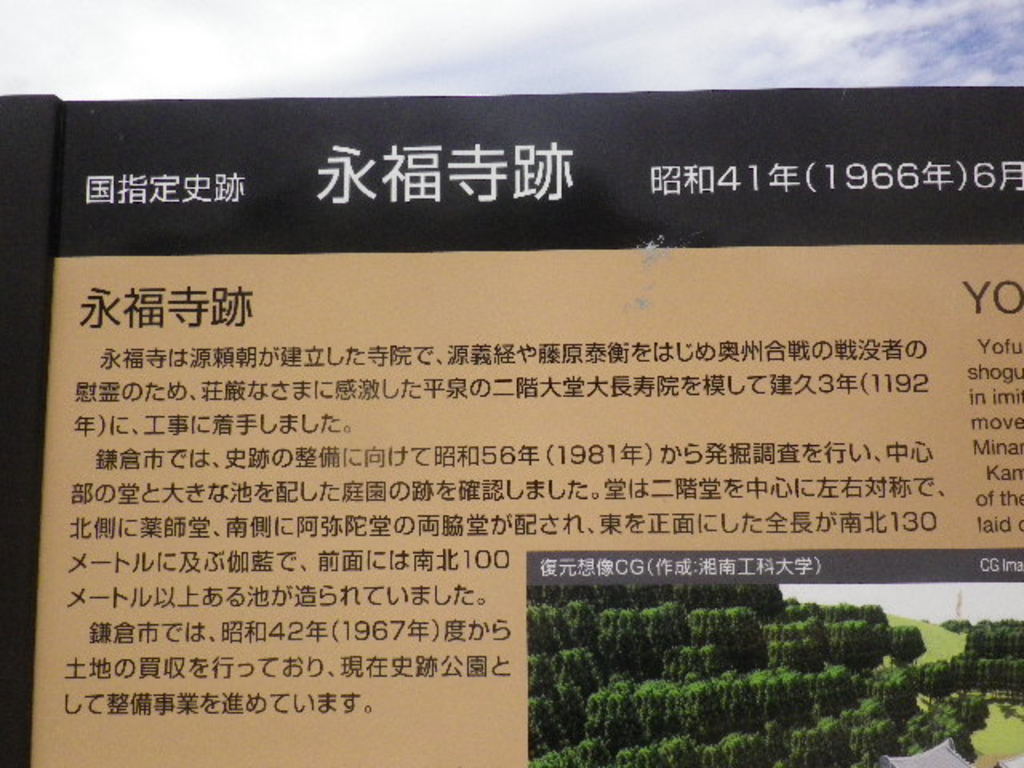 国指定史跡 永福寺跡 昭和41年(1966年)6月
永福寺跡
永福寺は源頼朝が建立した寺院で、源義経や藤原泰衡をはじめ奥州合戦の戦没者の
慰霊のため、荘厳なさまに感激した平泉の二階大堂大長寿院を模して建久3年(1192
年)に、工事に着手しました。
鎌倉市では、史跡の整備に向けて昭和56年(1981年)から発掘調査を行い、中心
部の堂と大きな池を配した庭園の跡を確認しました。堂は二階堂を中心に左右対称で、
北側に薬師堂、南側に阿弥陀堂の両脇堂が配され、東を正面にした全長が南北130
メートルに及ぶ伽藍で、前面には南北100
メートル以上ある池が造られていました。
鎌倉市では、昭和42年(1967年)度から
土地の買収を行っており、現在史跡公園と
して整備事業を進めています。
復元想像CG(作成:湘南工科大学)
CG Ima
YO
Yofu
shogu
in imit
move
Minar
Kam
of the
laid o